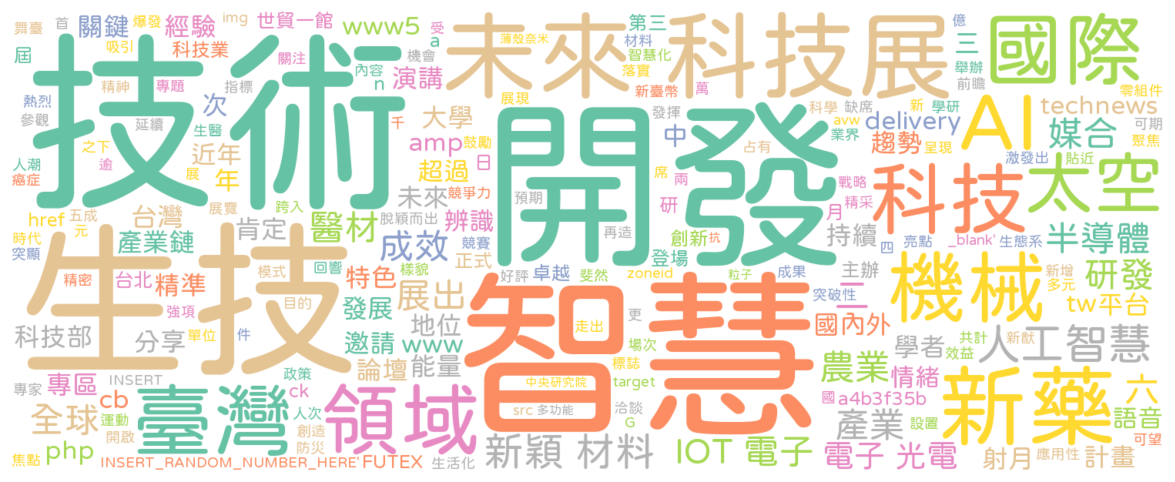 舞臺 首 關鍵 爆發 img 經驗 世貿一館 www5 受 a 第三 億 未來科技展 國際
屆 吸引 科技業 關注 機會 薄殼奈米 材料 智慧化 落實 三 舉辦 前瞻
技術 內容 n 演講 新臺幣 萬
熱烈 精神 專題 指標 次 千 展現 開發 發揮 科學 缺席 新 學研 零組件
參觀 延續 生醫 大學 中 avw 業界 delivery AI technews
人潮 之下 逾 近年 amp 鼓勵 占有 趨勢 呈現 媒合 可期 聚焦
癌症 展 年 超過 日 席 兩 激發出 貼近
跨入 未來 競爭力 預期 研 戰略 科技 太空
href 五成 元 台灣 展覽 醫材 脫穎而出 辨識 月 精采
時代 突顯 產業鏈 肯定 成效 競賽 正式 再造 創新 抗 持續 四 亮點 _blank' 生態系 半導體
生技 回響 樣貌 登場
精密 台北 精準 模式 特色 好評 卓越 斐然 zoneid 粒子 成果 主辦 機械 新增 多元 研發
強項 目的 發展 展出 智慧 突破性 二 tw平台
科技部 分享 單位 件 邀請 地位 www 走出 更 國內外 共計 新猷
政策 論壇 能量 場次 標誌 學者 效益 人工智慧
專家 專區 INSERT ck 中央研究院 target 農業 情緒 新藥 六
全球 cb 臺灣 領域 人次 src 多功能 洽談 G 國 a4b3f35b 語音
運動 創造 產業 設置 可望
焦點 php 開啟 防災 新穎 材料 IOT 電子 電子 光電 射月 應用性 計畫
INSERT_RANDOM_NUMBER_HERE' FUTEX 生活化